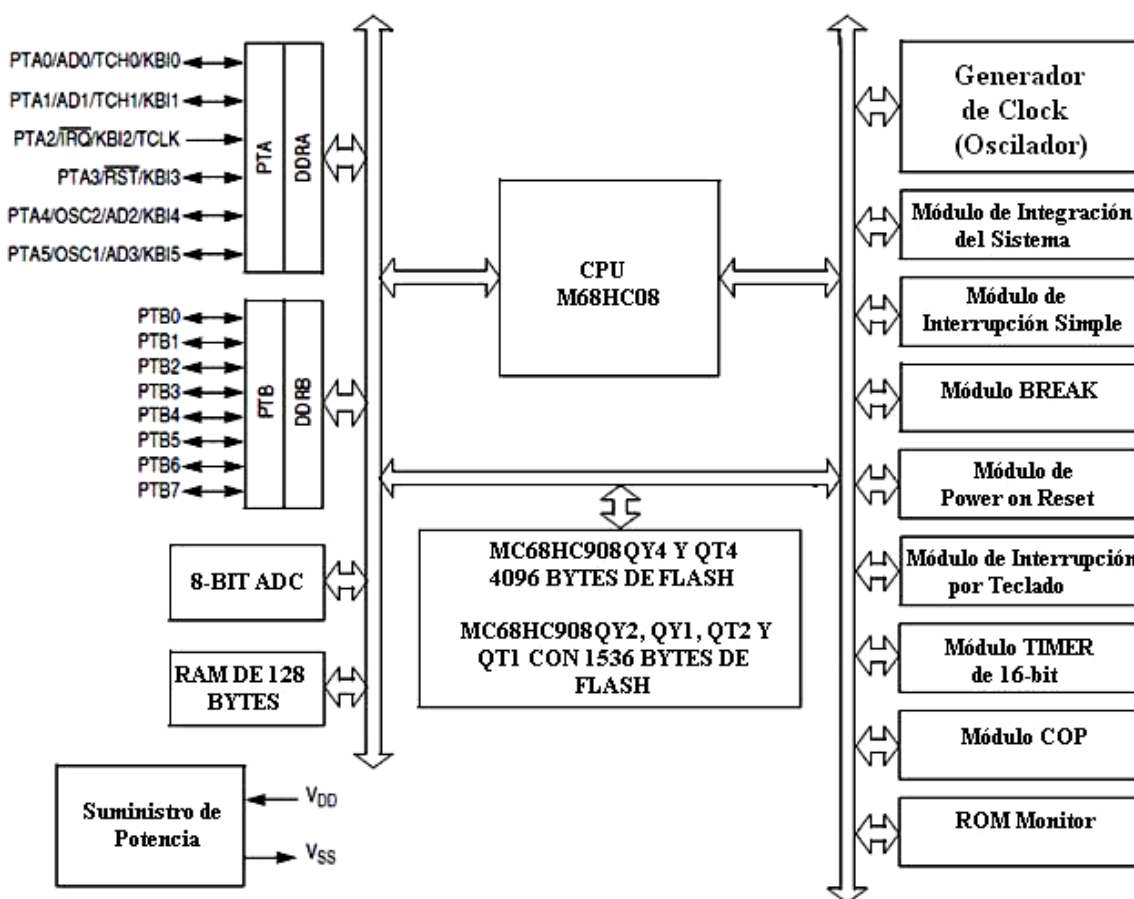 PTA0/AD0/TCH0/KBI0
PTA1/AD1/TCH1/KBI1
PTA2/IRQ/KBI2/TCLK
PTA3/RST/KBI3
PTA4/OSC2/AD2/KBI4
PTA5/OSC1/AD3/KBI5
PTA
DDRA
PTB0
PTB1
PTB2
PTB3
PTB4
PTB5
PTB6
PTB7
PTB
DDRB
8-BIT ADC
RAM DE 128
BYTES
Suministro de
Potencia
VDD
VSS
CPU
M68HC08
MC68HC908QY4 Y QT4
4096 BYTES DE FLASH
MC68HC908QY2, QY1, QT2 Y
QT1 CON 1536 BYTES DE
FLASH
Generador
de Clock
(Oscilador)
Módulo de Integración
del Sistema
Módulo de
Interrupción Simple
Módulo BREAK
Módulo de
Power on Reset
Módulo de Interrupción
por Teclado
Módulo TIMER
de 16-bit
Módulo COP
ROM Monitor